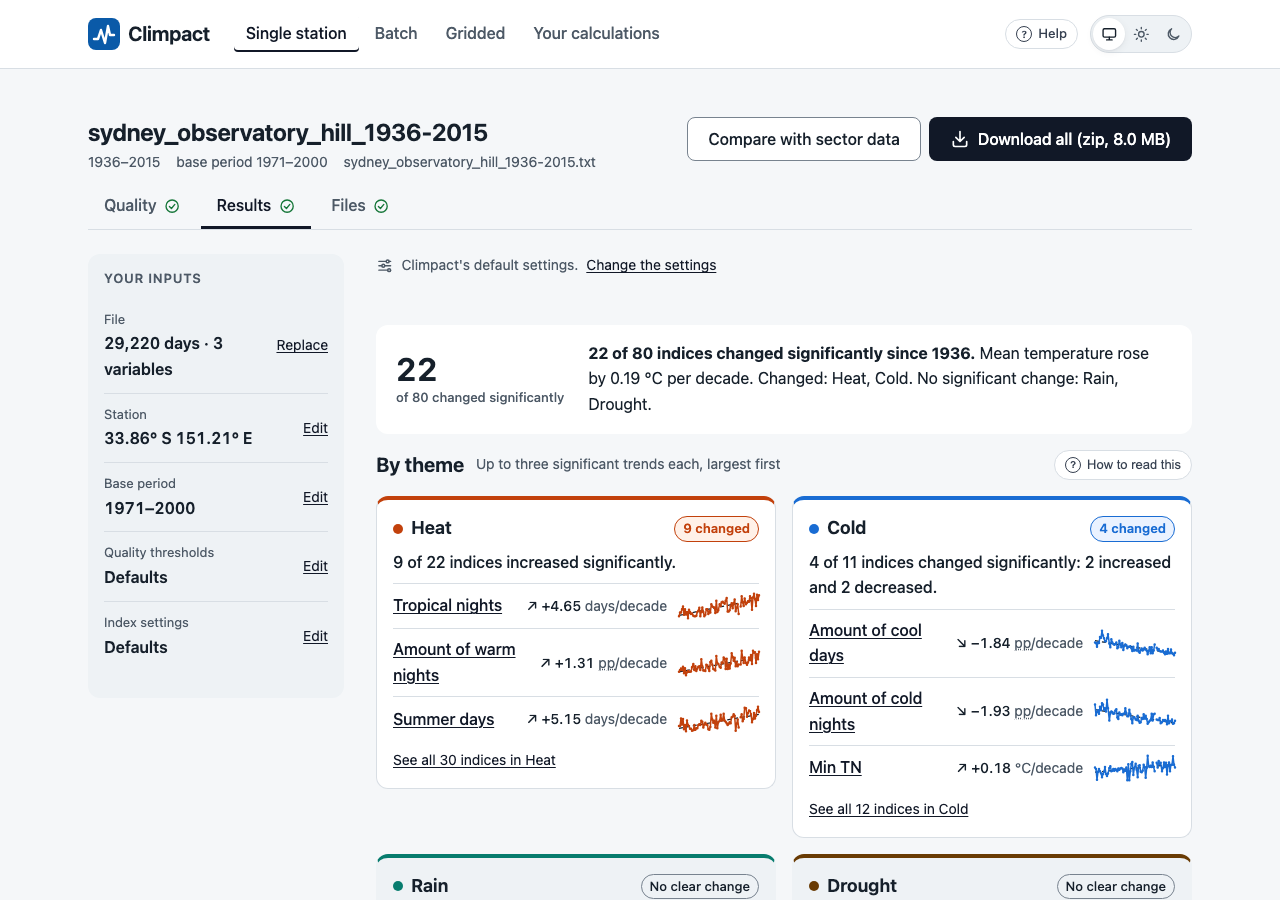 Climpact
Single station
Batch
Gridded
Your calculations
Help
sydney_observatory_hill_1936-2015
1936–2015 base period 1971–2000 sydney_observatory_hill_1936-2015.txt
Compare with sector data
Download all (zip, 8.0 MB)
Quality
Results
Files
YOUR INPUTS
File
29,220 days · 3
variables
Replace
Station
33.86° S 151.21° E
Edit
Base period
1971–2000
Edit
Quality thresholds
Defaults
Edit
Index settings
Defaults
Edit
Climpact's default settings. Change the settings
22
of 80 changed significantly
22 of 80 indices changed significantly since 1936. Mean temperature rose
by 0.19 °C per decade. Changed: Heat, Cold. No significant change: Rain,
Drought.
By theme
Up to three significant trends each, largest first
How to read this
Heat
9 changed
9 of 22 indices increased significantly.
Tropical nights ↗ +4.65 days/decade
Amount of warm
nights
↗ +1.31 pp/decade
Summer days ↗ +5.15 days/decade
See all 30 indices in Heat
Cold
4 changed
4 of 11 indices changed significantly: 2 increased
and 2 decreased.
Amount of cool
days
↘ −1.84 pp/decade
Amount of cold
nights
↘ −1.93 pp/decade
Min TN ↗ +0.18 °C/decade
See all 12 indices in Cold
Rain
No clear change
Drought
No clear change